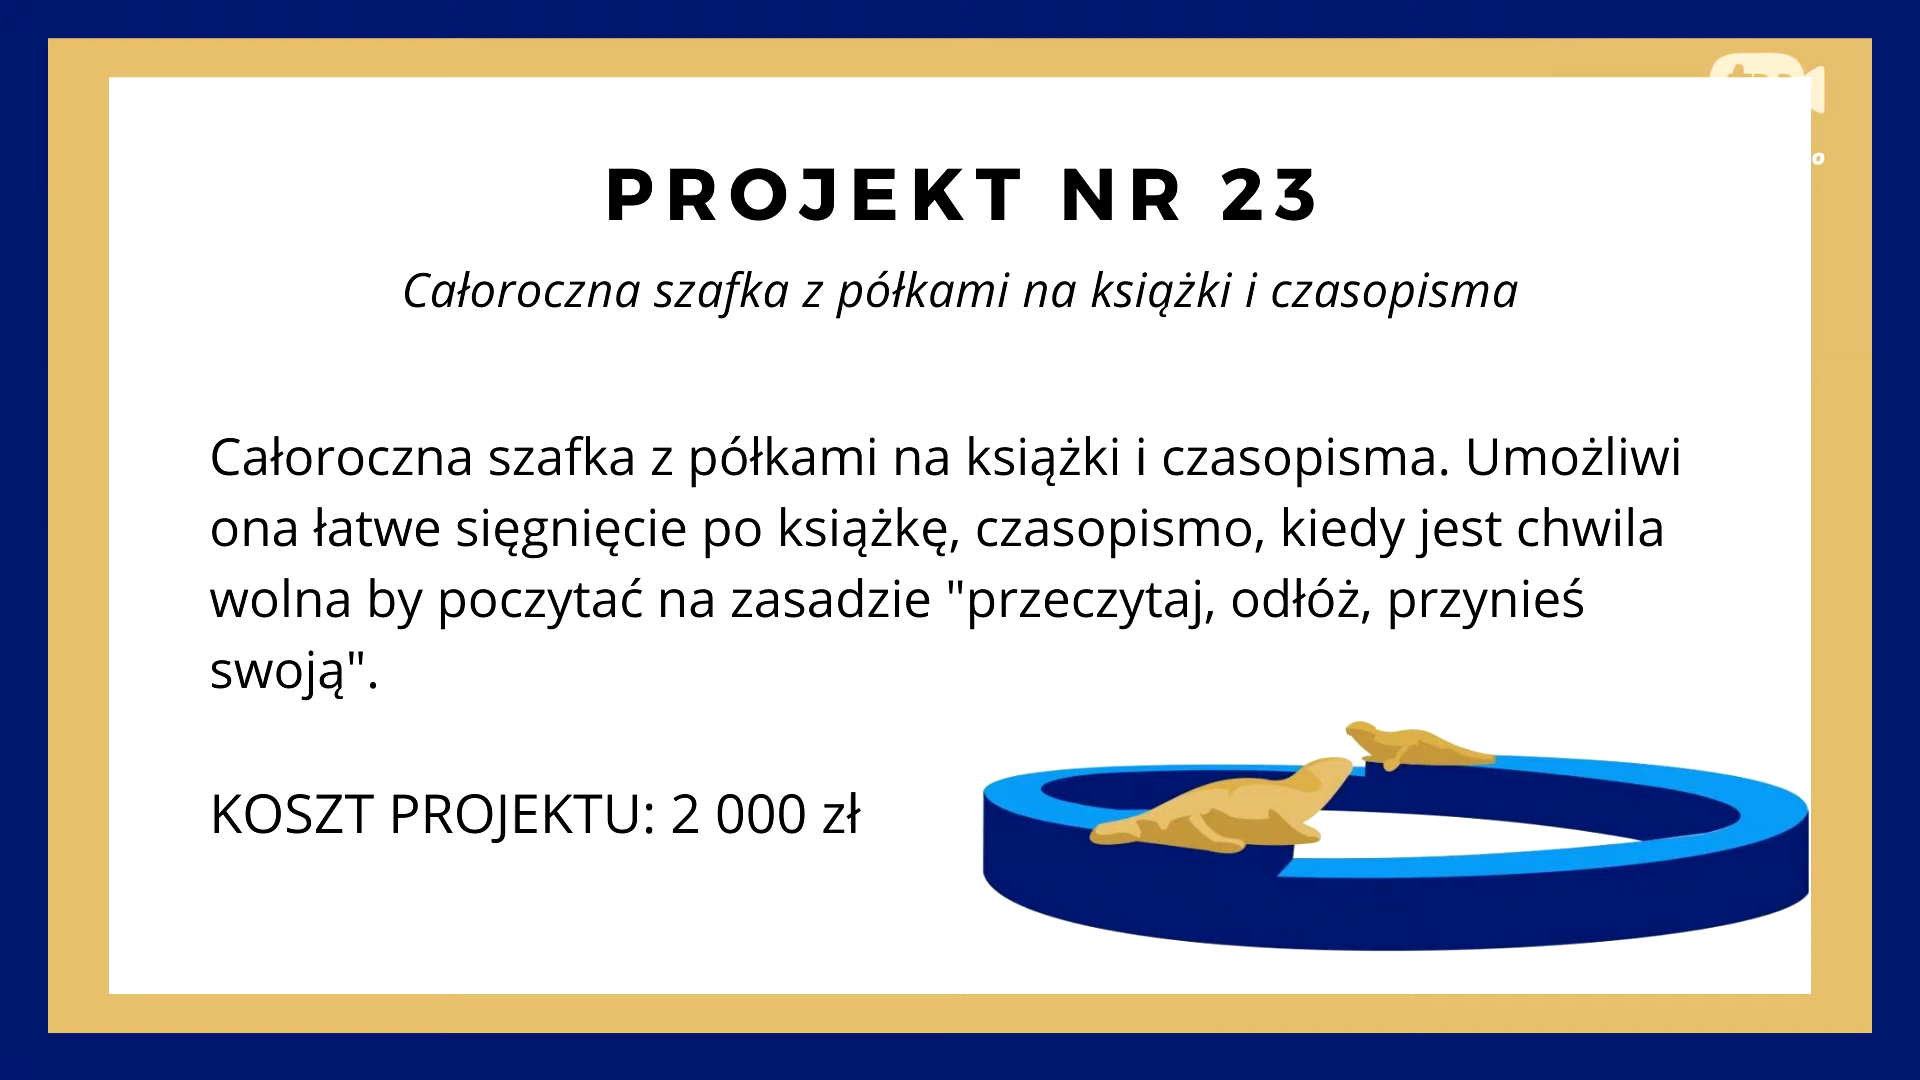 PROJEKT NR 23
Całoroczna szafka z półkami na książki i czasopisma
Całoroczna szafka z półkami na książki i czasopisma. Umożliwi
ona łatwe sięgnięcie po książkę, czasopismo, kiedy jest chwila
wolna by poczytać na zasadzie "przeczytaj, odłóż, przynieś
swoją".
KOSZT PROJEKTU: 2 000 zł